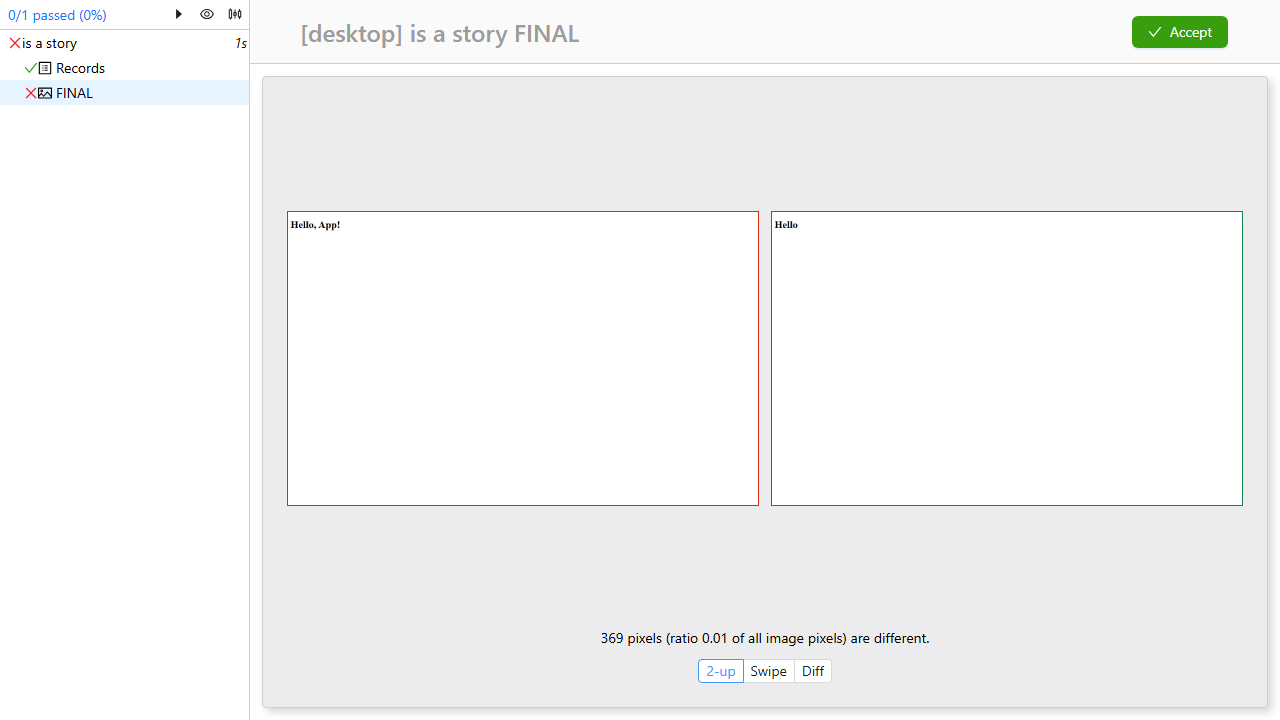 0/1 passed (0%)
is a story
1s
Records
FINAL
[desktop] is a story FINAL
Accept
Hello, App!
Hello
369 pixels (ratio 0.01 of all image pixels) are different.
2-up
Swipe
Diff